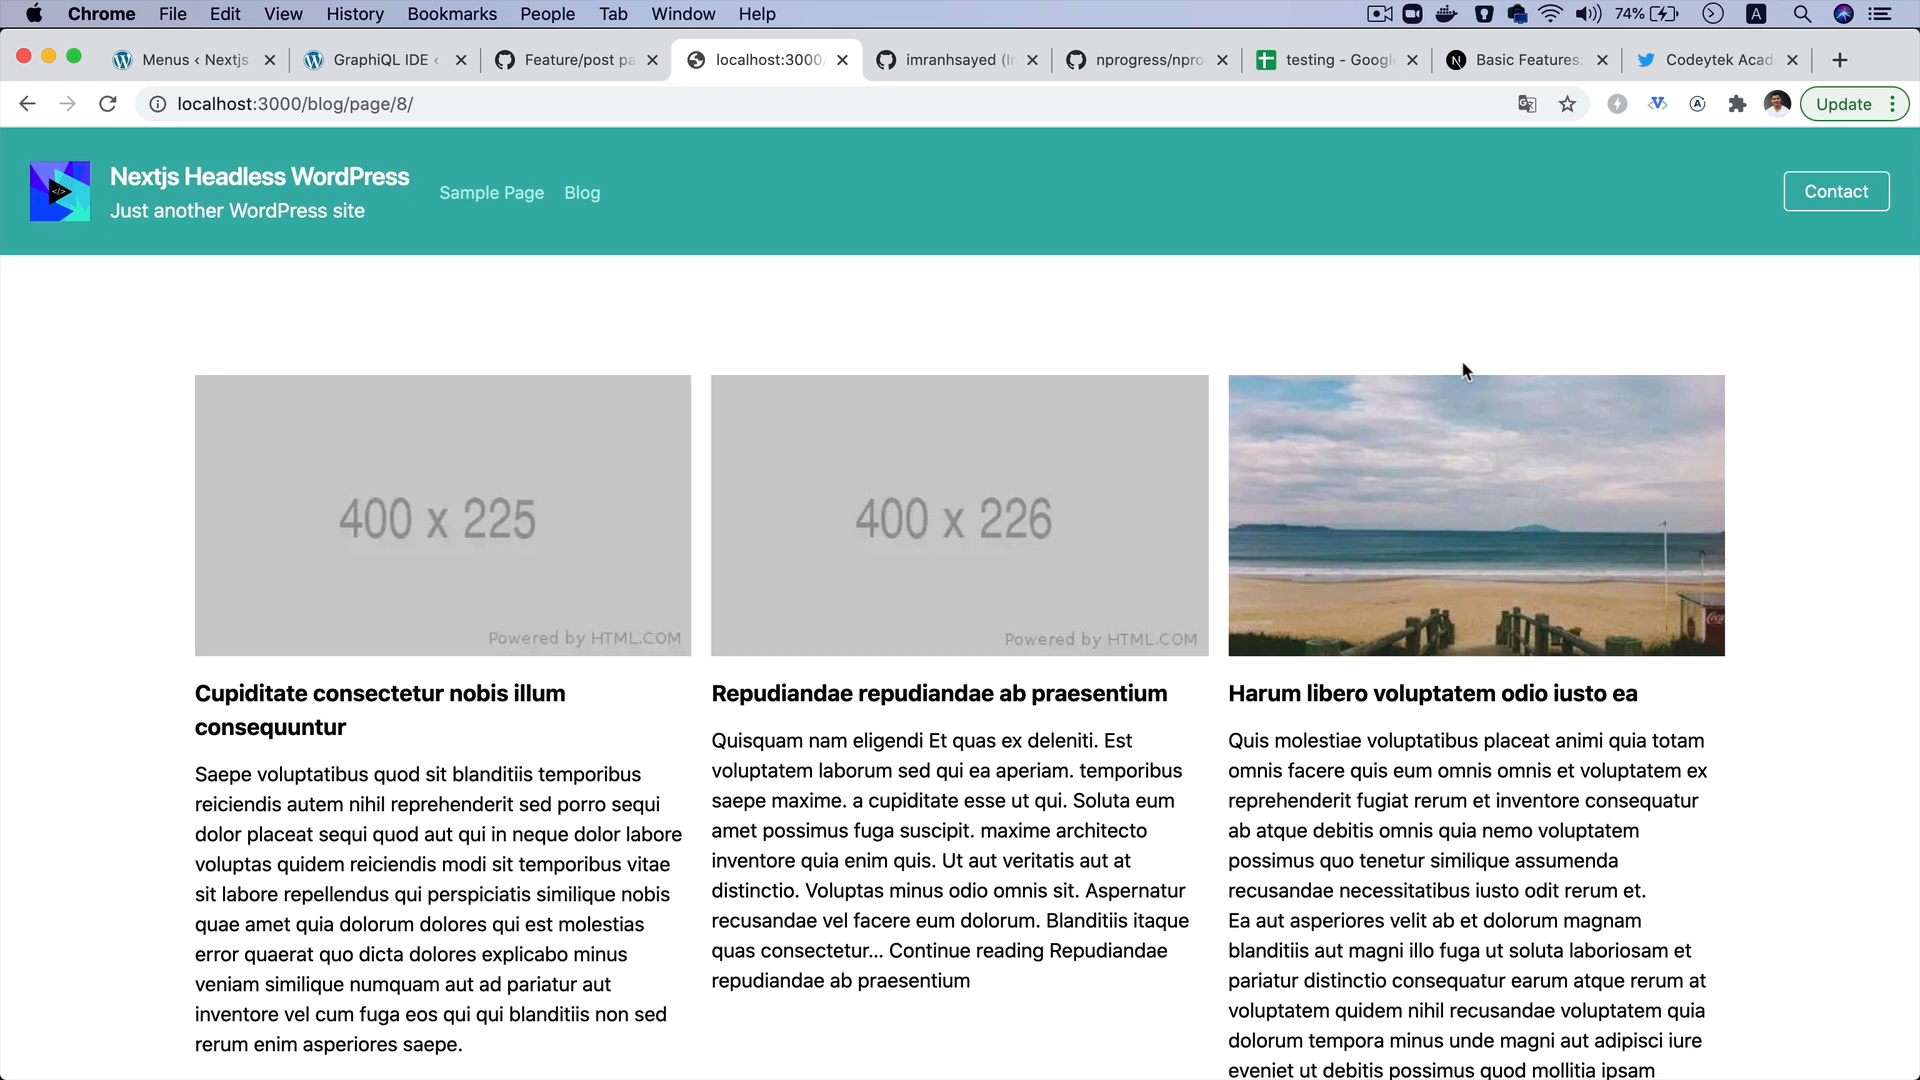 Chrome File Edit View History Bookmarks People Tab Window Help 74% A
Menus ‹ Nextjs GraphiQL IDE ‹ Feature/post pa localhost:3000/ imranhsayed (I nprogress/npro testing - Google Basic Features: Codeytek Acad
localhost:3000/blog/page/8/ Update
Nextjs Headless WordPress
Just another WordPress site
Sample Page Blog
Contact
400 x 225
Powered by HTML.COM
400 x 226
Powered by HTML.COM
Cupiditate consectetur nobis illum
consequuntur
Saepe voluptatibus quod sit blanditiis temporibus
reiciendis autem nihil reprehenderit sed porro sequi
dolor placeat sequi quod aut qui in neque dolor labore
voluptas quidem reiciendis modi sit temporibus vitae
sit labore repellendus qui perspiciatis similique nobis
quae amet quia dolorum dolores qui est molestias
error quaerat quo dicta dolores explicabo minus
veniam similique numquam aut ad pariatur aut
inventore vel cum fuga eos qui qui blanditiis non sed
rerum enim asperiores saepe.
Repudiandae repudiandae ab praesentium
Quisquam nam eligendi Et quas ex deleniti. Est
voluptatem laborum sed qui ea aperiam. temporibus
saepe maxime. a cupiditate esse ut qui. Soluta eum
amet possimus fuga suscipit. maxime architecto
inventore quia enim quis. Ut aut veritatis aut at
distinctio. Voluptas minus odio omnis sit. Aspernatur
recusandae vel facere eum dolorum. Blanditiis itaque
quas consectetur... Continue reading Repudiandae
repudiandae ab praesentium
Harum libero voluptatem odio iusto ea
Quis molestiae voluptatibus placeat animi quia totam
omnis facere quis eum omnis omnis et voluptatem ex
reprehenderit fugiat rerum et inventore consequatur
ab atque debitis omnis quia nemo voluptatem
possimus quo tenetur similique assumenda
recusandae necessitatibus iusto odit rerum et.
Ea aut asperiores velit ab et dolorum magnam
blanditiis aut magni illo fuga ut soluta laboriosam et
pariatur distinctio consequatur earum atque rerum at
voluptatem quidem nihil recusandae voluptatem quia
dolorum tempora minus unde magni aut adipisci iure
eveniet ut debitis possimus quod mollitia ipsam